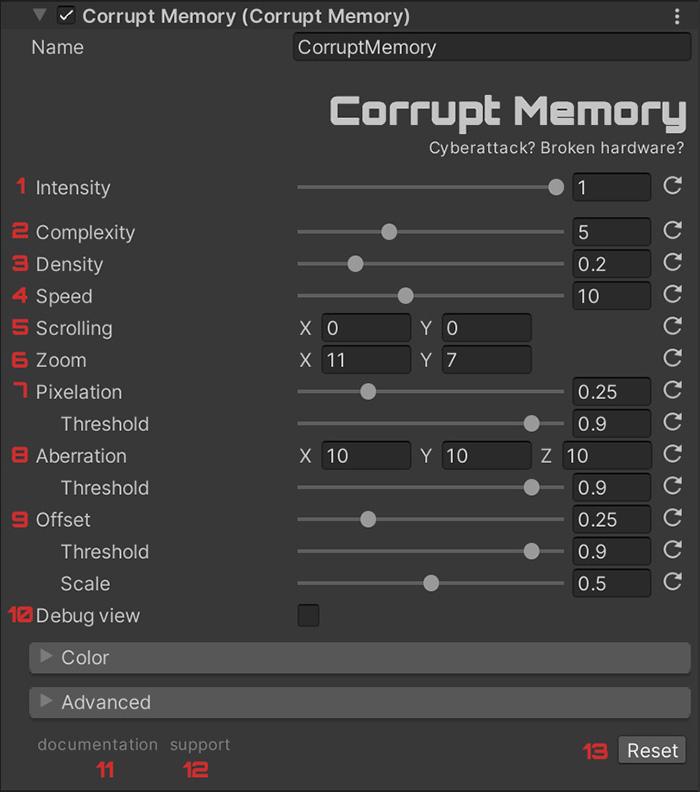 Corrupt Memory (Corrupt Memory)
Name CorruptMemory
Corrupt Memory
Cyberattack? Broken hardware?
1 Intensity 1
2 Complexity 5
3 Density 0.2
4 Speed 10
5 Scrolling X 0 Y 0
6 Zoom X 11 Y 7
7 Pixelation 0.25
Threshold 0.9
8 Aberration X 10 Y 10 Z 10
Threshold 0.9
9 Offset 0.25
Threshold 0.9
Scale 0.5
10 Debug view
Color
Advanced
documentation support
13 Reset
11 12